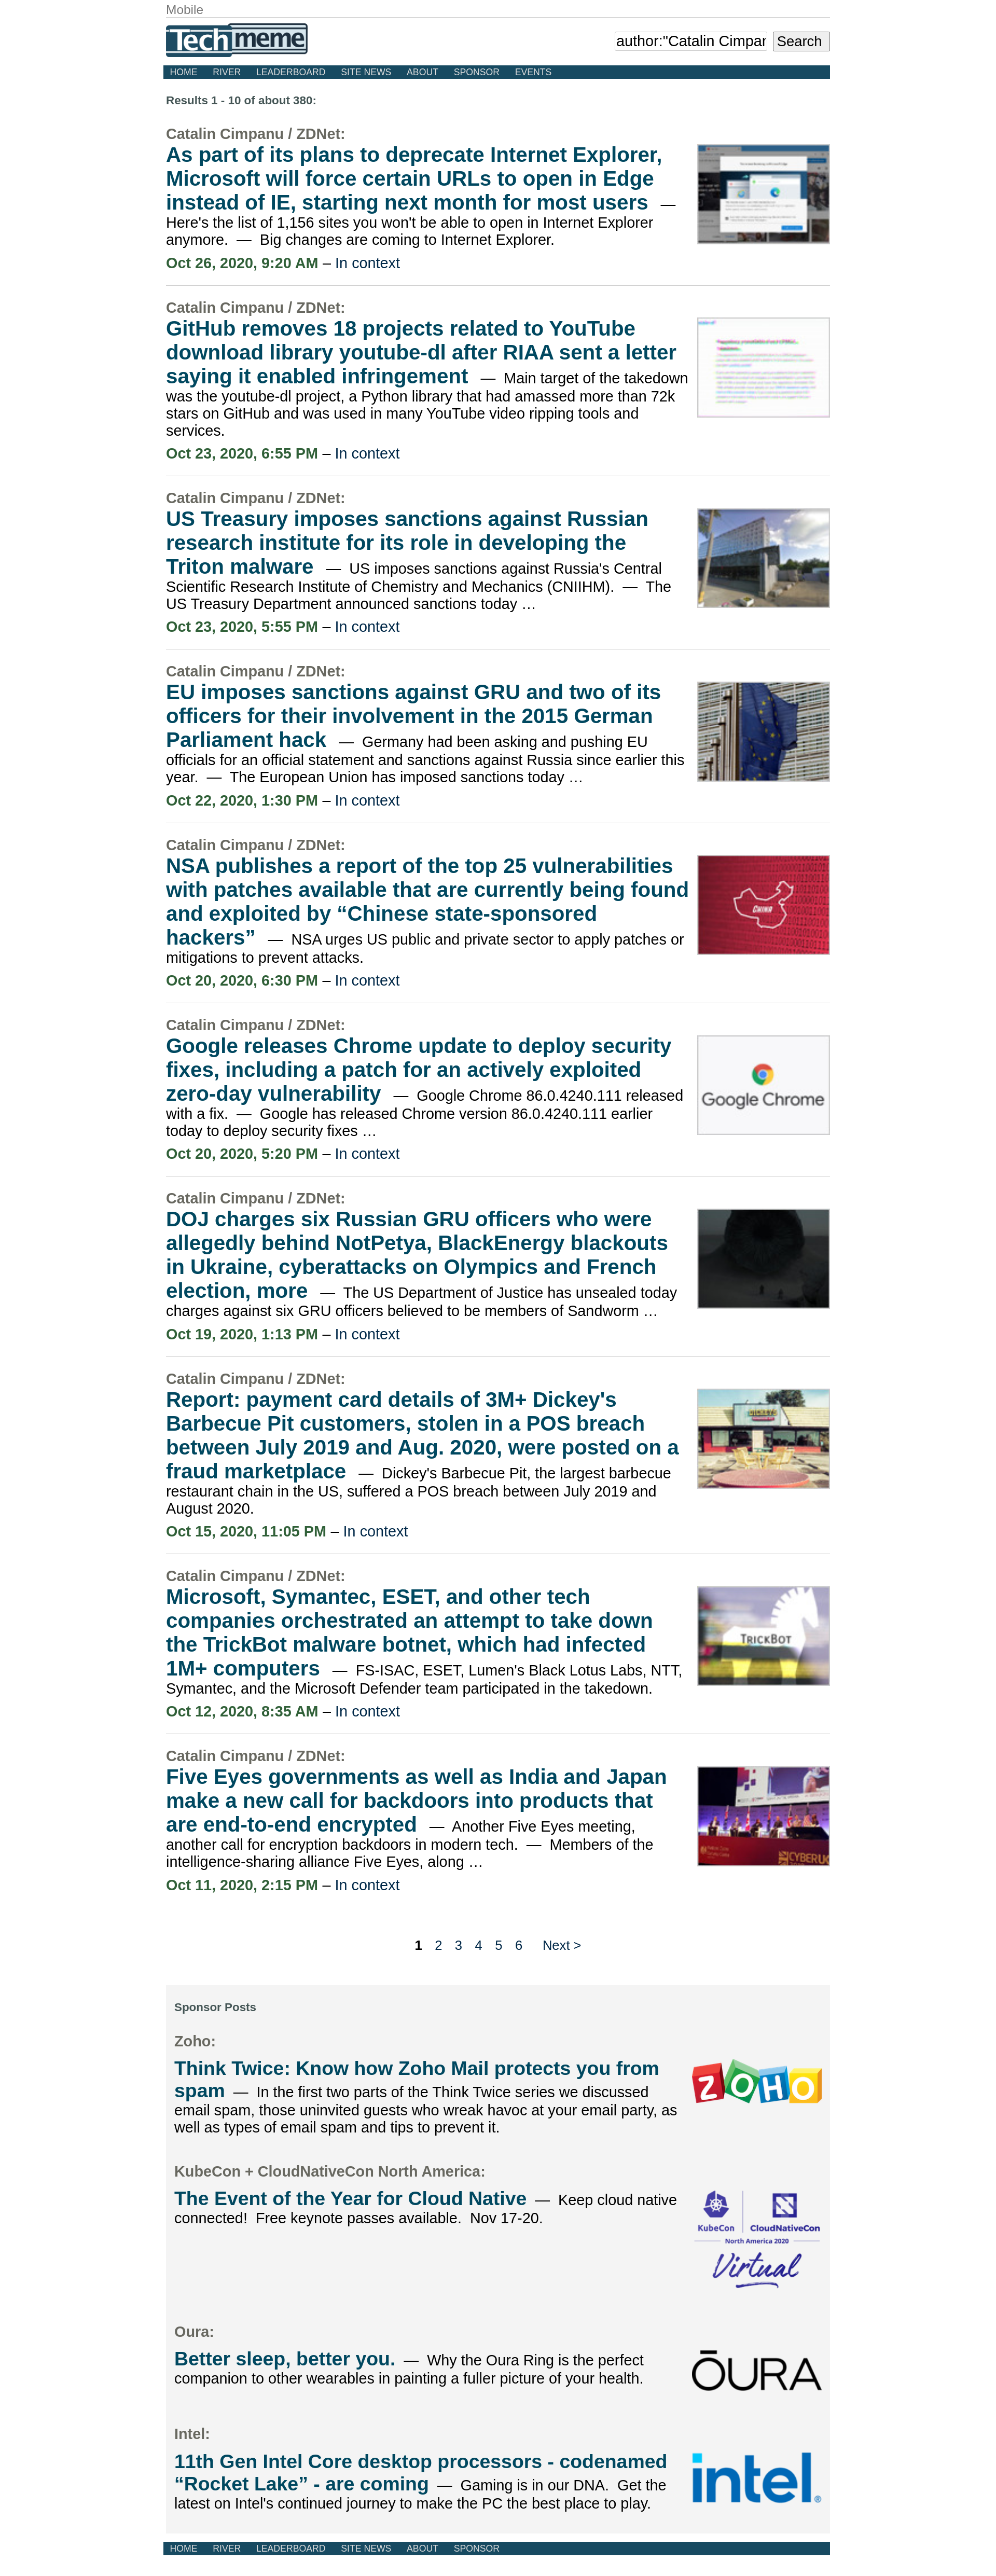 Mobile
Techmeme
author:"Catalin Cimpar
Search
HOME RIVER LEADERBOARD SITE NEWS ABOUT SPONSOR EVENTS
Results 1 - 10 of about 380:
Catalin Cimpanu / ZDNet:
As part of its plans to deprecate Internet Explorer,
Microsoft will force certain URLs to open in Edge
instead of IE, starting next month for most users —
Here's the list of 1,156 sites you won't be able to open in Internet Explorer
anymore. — Big changes are coming to Internet Explorer.
Oct 26, 2020, 9:20 AM – In context
Catalin Cimpanu / ZDNet:
GitHub removes 18 projects related to YouTube
download library youtube-dl after RIAA sent a letter
saying it enabled infringement — Main target of the takedown
was the youtube-dl project, a Python library that had amassed more than 72k
stars on GitHub and was used in many YouTube video ripping tools and
services.
Oct 23, 2020, 6:55 PM – In context
Catalin Cimpanu / ZDNet:
US Treasury imposes sanctions against Russian
research institute for its role in developing the
Triton malware — US imposes sanctions against Russia's Central
Scientific Research Institute of Chemistry and Mechanics (CNIIHM). — The
US Treasury Department announced sanctions today …
Oct 23, 2020, 5:55 PM – In context
Catalin Cimpanu / ZDNet:
EU imposes sanctions against GRU and two of its
officers for their involvement in the 2015 German
Parliament hack — Germany had been asking and pushing EU
officials for an official statement and sanctions against Russia since earlier this
year. — The European Union has imposed sanctions today …
Oct 22, 2020, 1:30 PM – In context
Catalin Cimpanu / ZDNet:
NSA publishes a report of the top 25 vulnerabilities
with patches available that are currently being found
and exploited by “Chinese state-sponsored
hackers” — NSA urges US public and private sector to apply patches or
mitigations to prevent attacks.
Oct 20, 2020, 6:30 PM – In context
China
Catalin Cimpanu / ZDNet:
Google releases Chrome update to deploy security
fixes, including a patch for an actively exploited
zero-day vulnerability — Google Chrome 86.0.4240.111 released
with a fix. — Google has released Chrome version 86.0.4240.111 earlier
today to deploy security fixes …
Oct 20, 2020, 5:20 PM – In context
Google Chrome
Catalin Cimpanu / ZDNet:
DOJ charges six Russian GRU officers who were
allegedly behind NotPetya, BlackEnergy blackouts
in Ukraine, cyberattacks on Olympics and French
election, more — The US Department of Justice has unsealed today
charges against six GRU officers believed to be members of Sandworm …
Oct 19, 2020, 1:13 PM – In context
Catalin Cimpanu / ZDNet:
Report: payment card details of 3M+ Dickey's
Barbecue Pit customers, stolen in a POS breach
between July 2019 and Aug. 2020, were posted on a
fraud marketplace — Dickey's Barbecue Pit, the largest barbecue
restaurant chain in the US, suffered a POS breach between July 2019 and
August 2020.
Oct 15, 2020, 11:05 PM – In context
Catalin Cimpanu / ZDNet:
Microsoft, Symantec, ESET, and other tech
companies orchestrated an attempt to take down
the TrickBot malware botnet, which had infected
1M+ computers — FS-ISAC, ESET, Lumen's Black Lotus Labs, NTT,
Symantec, and the Microsoft Defender team participated in the takedown.
Oct 12, 2020, 8:35 AM – In context
TRICKBOT
Catalin Cimpanu / ZDNet:
Five Eyes governments as well as India and Japan
make a new call for backdoors into products that
are end-to-end encrypted — Another Five Eyes meeting,
another call for encryption backdoors in modern tech. — Members of the
intelligence-sharing alliance Five Eyes, along …
Oct 11, 2020, 2:15 PM – In context
CYBERUK
1 2 3 4 5 6 Next >
Sponsor Posts
Zoho:
Think Twice: Know how Zoho Mail protects you from
spam — In the first two parts of the Think Twice series we discussed
email spam, those uninvited guests who wreak havoc at your email party, as
well as types of email spam and tips to prevent it.
ZOHO
KubeCon + CloudNativeCon North America:
The Event of the Year for Cloud Native — Keep cloud native
connected! Free keynote passes available. Nov 17-20.
KubeCon CloudNativeCon
North America 2020
Virtual
Oura:
Better sleep, better you. — Why the Oura Ring is the perfect
companion to other wearables in painting a fuller picture of your health.
ŌURA
Intel:
11th Gen Intel Core desktop processors - codenamed
“Rocket Lake” - are coming — Gaming is in our DNA. Get the
latest on Intel's continued journey to make the PC the best place to play.
intel®
HOME RIVER LEADERBOARD SITE NEWS ABOUT SPONSOR